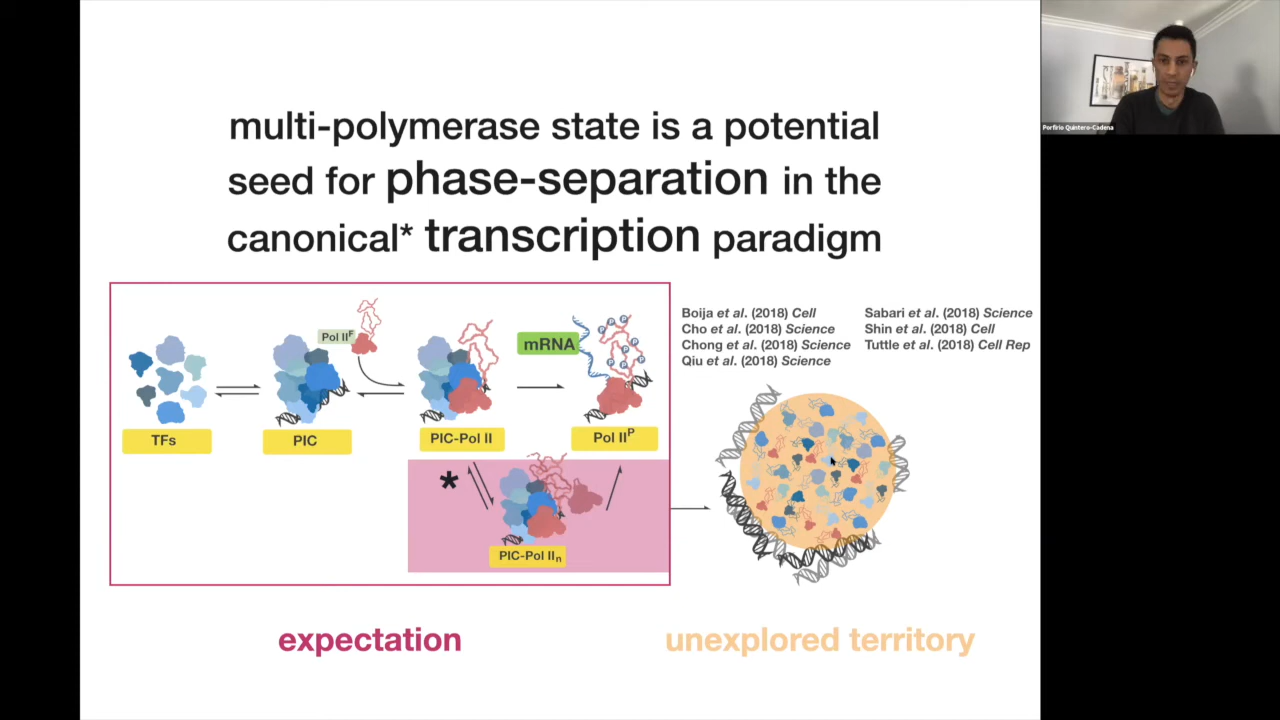 multi-polymerase state is a potential
seed for phase-separation in the
canonical* transcription paradigm
Porfirio Quintero-Cadena
Boija et al. (2018) Cell
Cho et al. (2018) Science
Chong et al. (2018) Science
Qiu et al. (2018) Science
Sabari et al. (2018) Science
Shin et al. (2018) Cell
Tuttle et al. (2018) Cell Rep
Pol IIF
mRNA
P
P
P
P
P
P
P
P
TFs
PIC
PIC-Pol II
Pol IIP
*
PIC-Pol IIn
expectation
unexplored territory